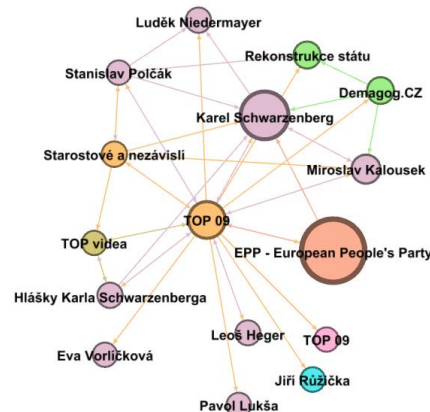 Luděk Niedermayer
Rekonstrukce státu
Stanislav Polčák
Demagog.CZ
Karel Schwarzenberg
Starostové a nezávislí
Miroslav Kalousek
TOP 09
TOP videa
EPP - European People's Party
Hlášky Karla Schwarzenberga
Leoš Heger
TOP 09
Eva Vorlíčková
Jiří Růžička
Pavol Lukša